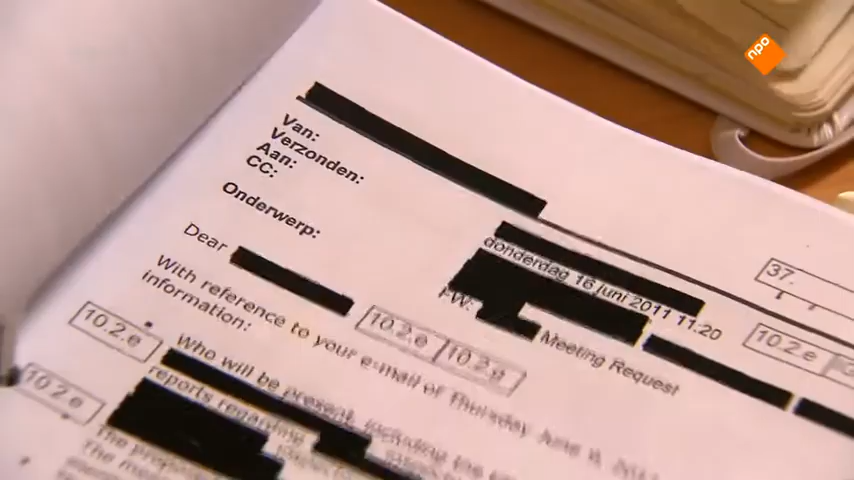 npo
Van:
Verzonden: donderdag 16 juni 2011 11.20
Aan:
CC:
Onderwerp: FW: Meeting Request
37.
Dear
10.2.e
With reference to your e-mail of Thursday June
information:
10.2.e 10.2.e
10.2.e
Who will be present, including the
reports regarding
10.2.e
The
The